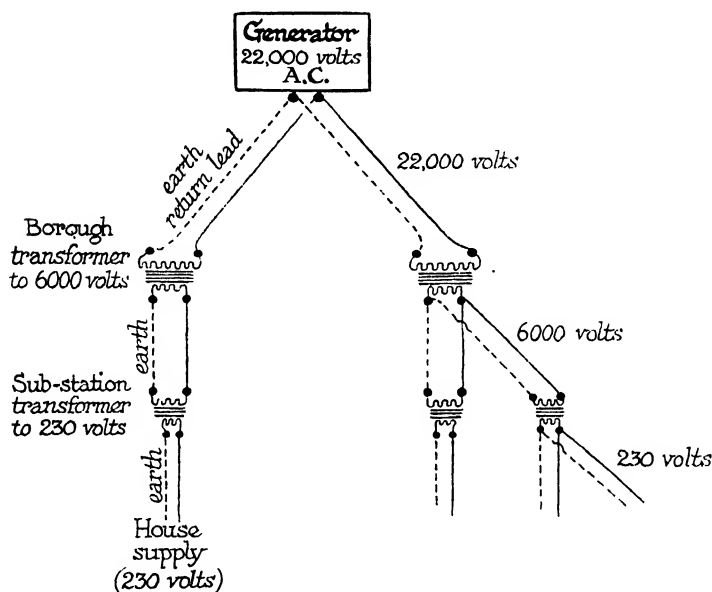 Generator
22,000 volts
A.C.
earth
return lead
22,000 volts
Borough
transformer
to 6000 volts
earth
6000 volts
Sub-station
transformer
to 230 volts
earth
230 volts
House
supply
(230 volts)